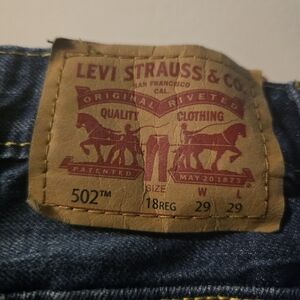 LEVI STRAUSS & CO
SAN FRANCISCO
CAL.
ORIGINAL RIVETED
QUALITY CLOTHING
PATENTED MAY 20 1873
SIZE W L
502™ 18REG 29 29